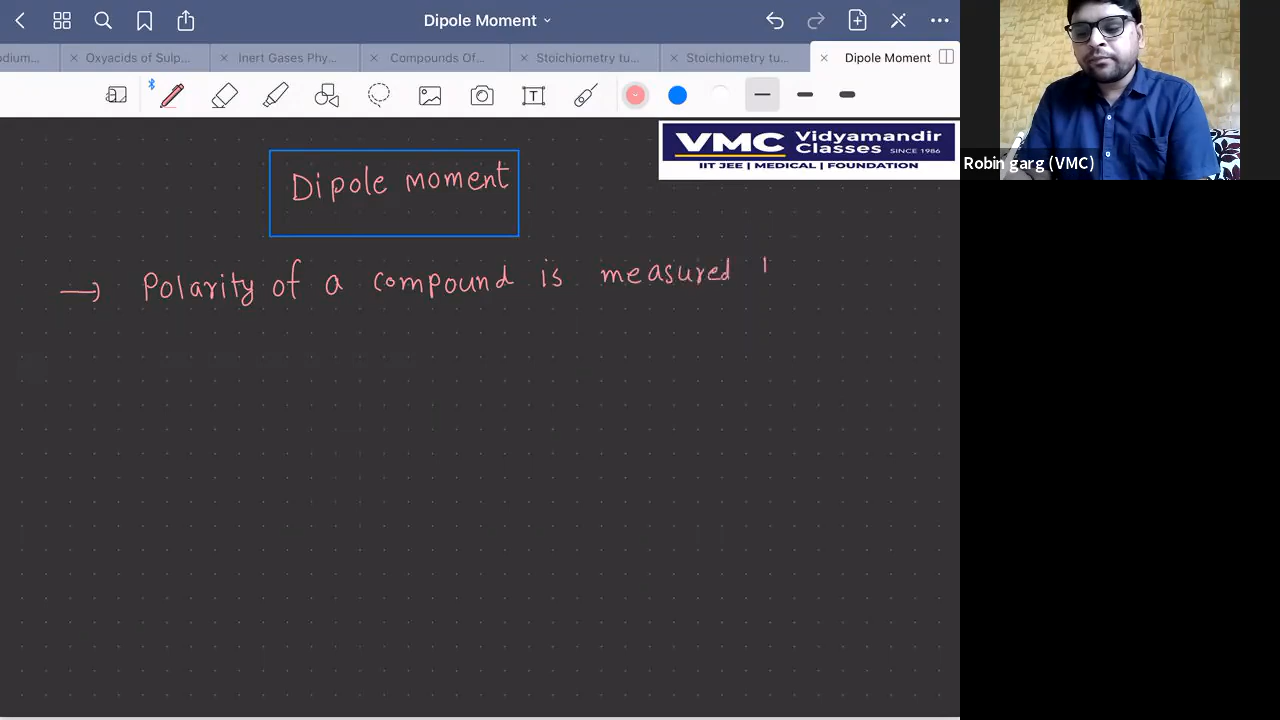 Dipole Moment
odium...
Oxyacids of Sulp...
Inert Gases Phy...
Compounds Of...
Stoichiometry tu...
Stoichiometry tu...
Dipole Moment
T
VMC Vidyamandir Classes SINCE 1986
IIT JEE | MEDICAL | FOUNDATION
Robin garg (VMC)
Dipole moment
→ Polarity of a compound is measured